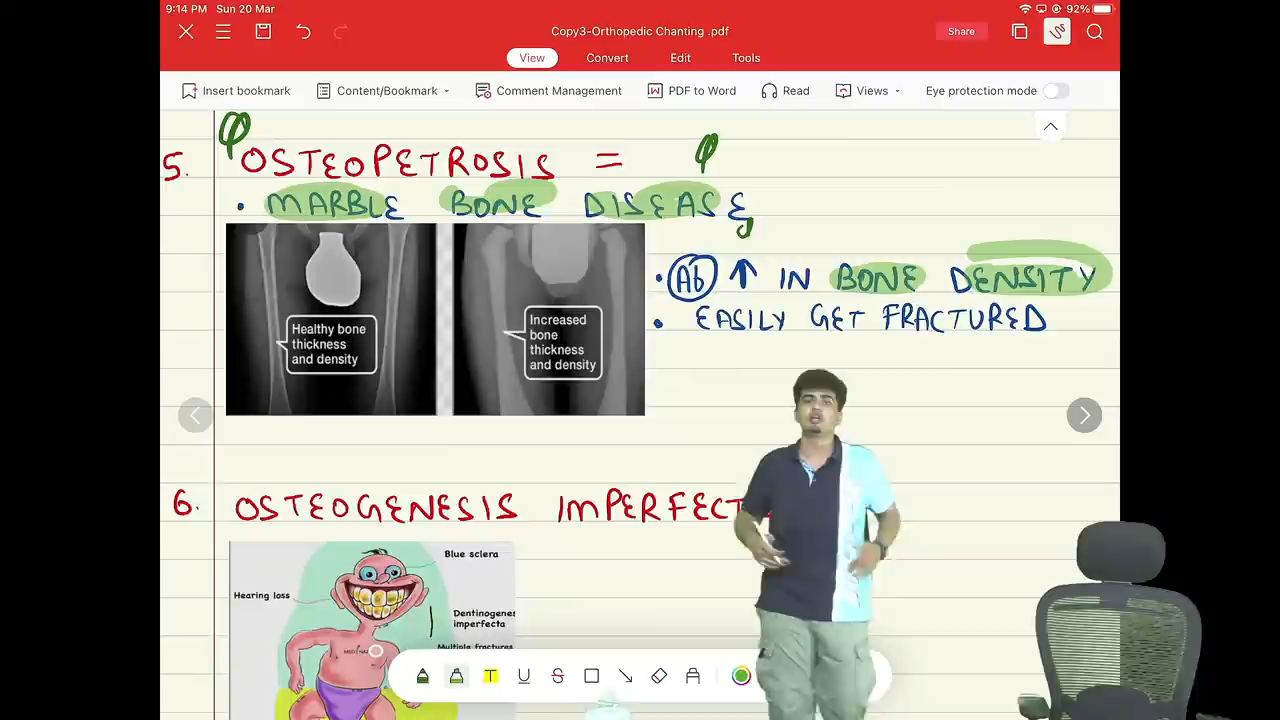 9:14 PM Sun 20 Mar 92%
Copy3-Orthopedic Chanting .pdf
Share
View Convert Edit Tools
Insert bookmark Content/Bookmark Comment Management PDF to Word Read Views Eye protection mode
φ φ
5. OSTEOPETROSIS =
• MARBLE BONE DISEASE
• Ab ↑ IN BONE DENSITY
• EASILY GET FRACTURED
Healthy bone
thickness
and density
Increased
bone
thickness
and density
6. OSTEOGENESIS IMPERFECT
Blue sclera
Hearing loss
Dentinogenes
imperfecta
Multiple fractures
T U S